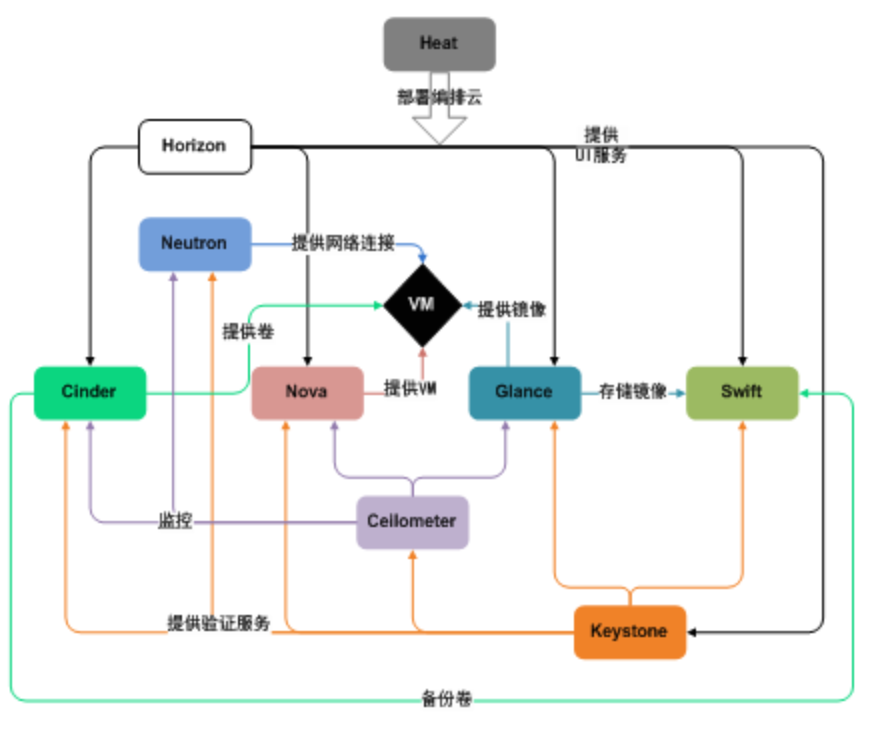 Heat
部署编排云
Horizon
提供
UI服务
Neutron
提供网络连接
VM
提供镜像
提供卷
Cinder
Nova
提供VM
Glance
存储镜像
Swift
监控
Ceilometer
提供验证服务
Keystone
备份卷